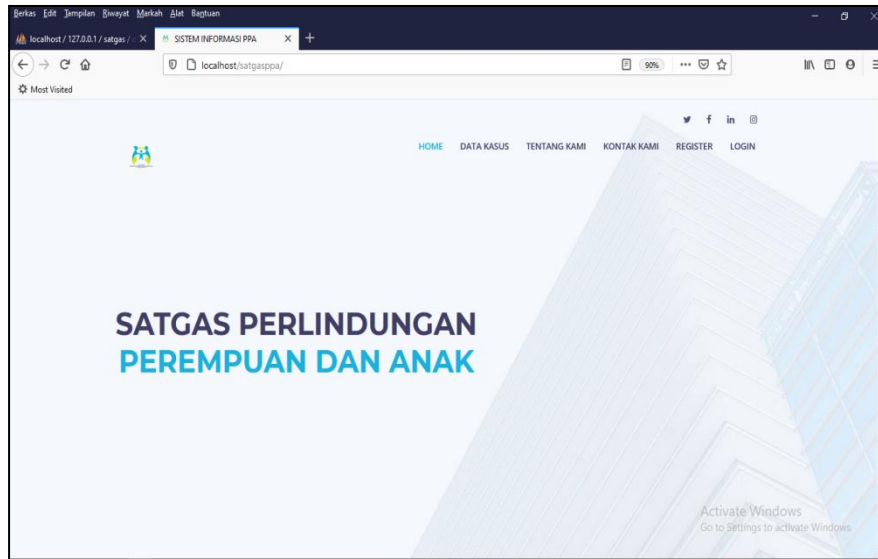 Berkas Edit Tampilan Riwayat Markah Alat Bantuan
localhost / 127.0.0.1 / satgas / SISTEM INFORMASI PPA
localhost/satgasppa/ 90%
Most Visited
HOME DATA KASUS TENTANG KAMI KONTAK KAMI REGISTER LOGIN
SATGAS PERLINDUNGAN
PEREMPUAN DAN ANAK
Activate Windows
Go to Settings to activate Windows.